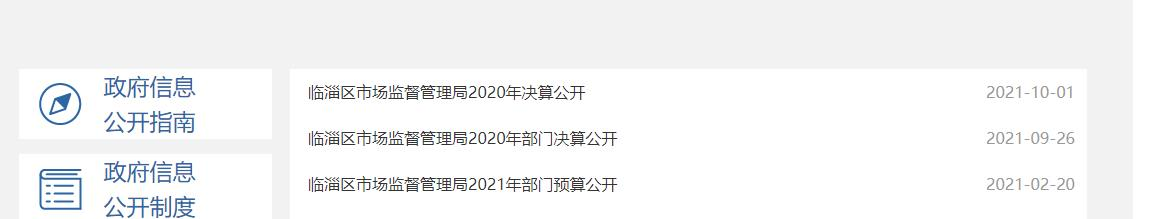 政府信息
公开指南
政府信息
公开制度
临淄区市场监督管理局2020年决算公开 2021-10-01
临淄区市场监督管理局2020年部门决算公开 2021-09-26
临淄区市场监督管理局2021年部门预算公开 2021-02-20